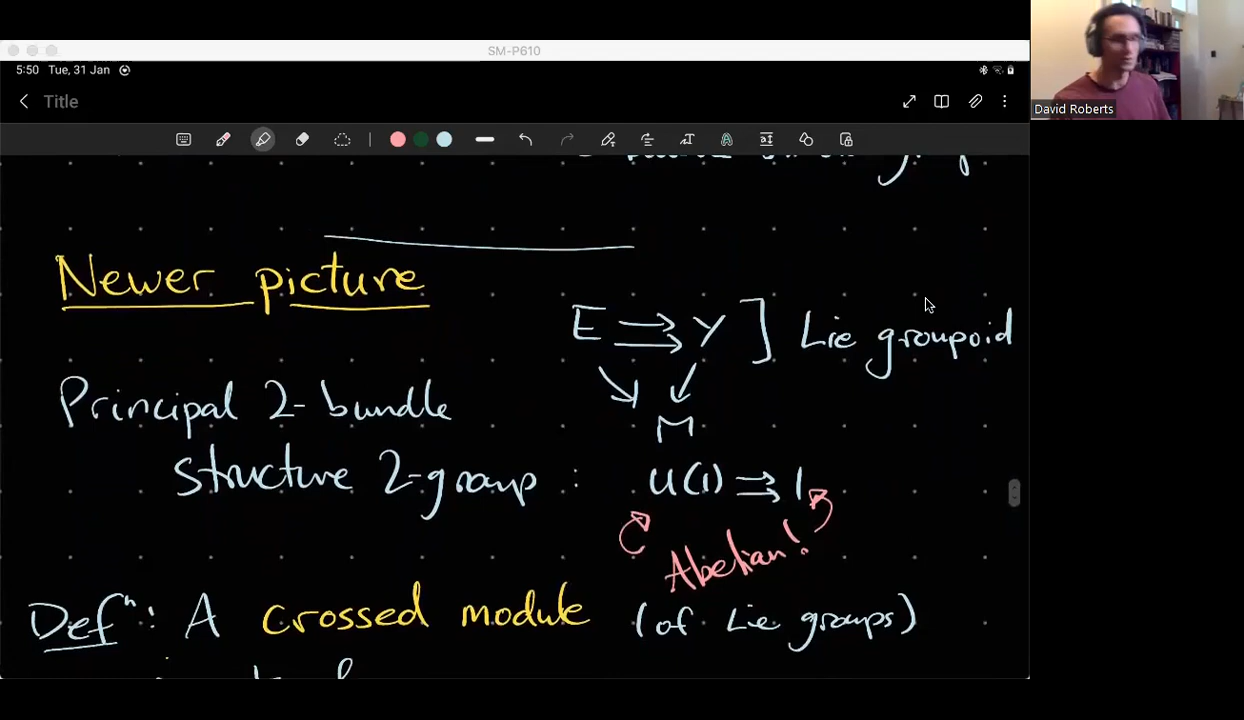 SM-P610
5:50 Tue, 31 Jan
Title
David Roberts
Newer picture
E ⇉ Y ] Lie groupoid
↘ ↙
M
Principal 2-bundle
structure 2-group : U(1) ⇉ 1
Abelian!
Defⁿ: A crossed module (of Lie groups)